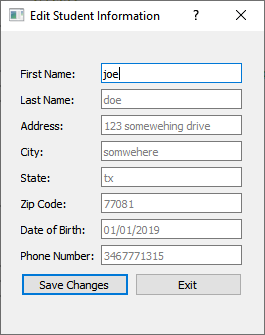 Edit Student Information ? ×
First Name: joe
Last Name: doe
Address: 123 somewehing drive
City: somwehere
State: tx
Zip Code: 77081
Date of Birth: 01/01/2019
Phone Number: 3467771315
Save Changes Exit